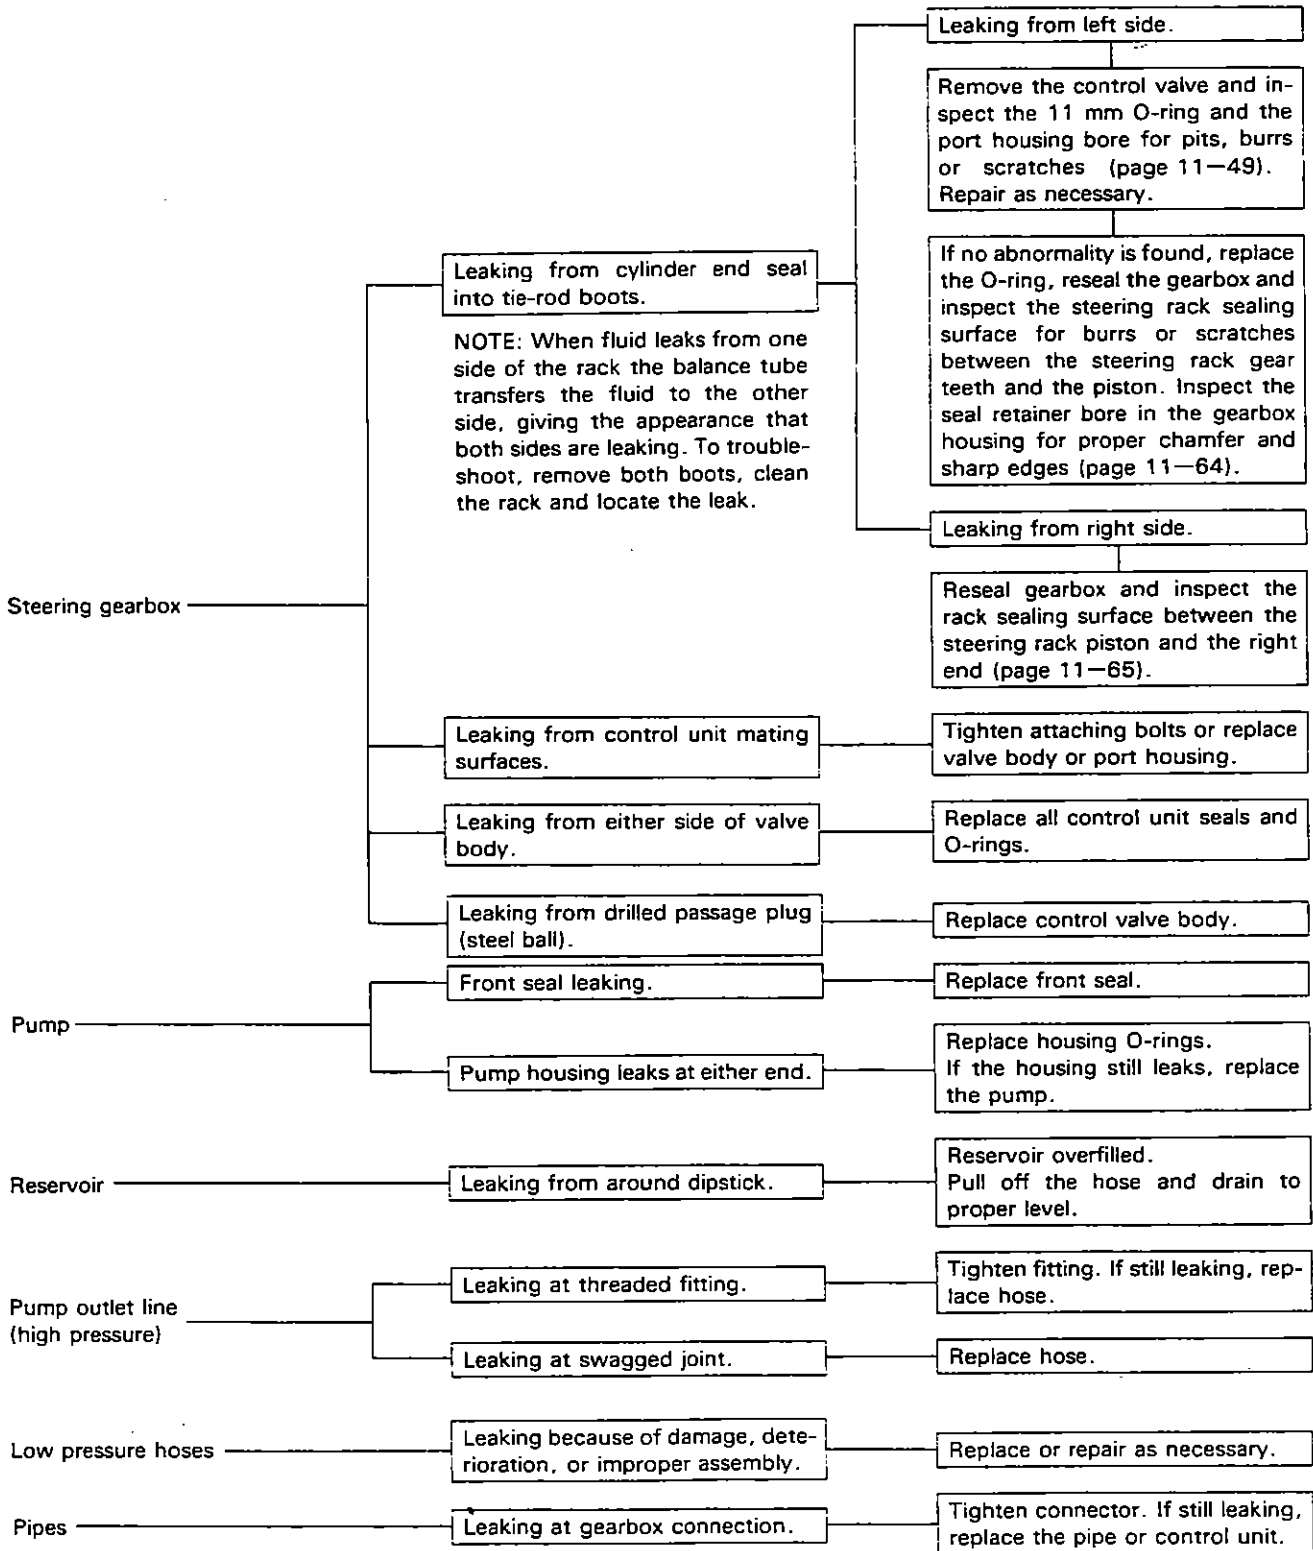 Leaking from left side.
Remove the control valve and in-
spect the 11 mm O-ring and the
port housing bore for pits, burrs
or scratches (page 11—49).
Repair as necessary.
If no abnormality is found, replace
the O-ring, reseal the gearbox and
inspect the steering rack sealing
surface for burrs or scratches
between the steering rack gear
teeth and the piston. Inspect the
seal retainer bore in the gearbox
housing for proper chamfer and
sharp edges (page 11—64).
Leaking from cylinder end seal
into tie-rod boots.
NOTE: When fluid leaks from one
side of the rack the balance tube
transfers the fluid to the other
side, giving the appearance that
both sides are leaking. To trouble-
shoot, remove both boots, clean
the rack and locate the leak.
Leaking from right side.
Reseal gearbox and inspect the
rack sealing surface between the
steering rack piston and the right
end (page 11—65).
Steering gearbox
Leaking from control unit mating
surfaces.
Tighten attaching bolts or replace
valve body or port housing.
Leaking from either side of valve
body.
Replace all control unit seals and
O-rings.
Leaking from drilled passage plug
(steel ball).
Replace control valve body.
Pump
Front seal leaking.
Replace front seal.
Pump housing leaks at either end.
Replace housing O-rings.
If the housing still leaks, replace
the pump.
Reservoir
Leaking from around dipstick.
Reservoir overfilled.
Pull off the hose and drain to
proper level.
Pump outlet line
(high pressure)
Leaking at threaded fitting.
Tighten fitting. If still leaking, rep-
lace hose.
Leaking at swagged joint.
Replace hose.
Low pressure hoses
Leaking because of damage, dete-
rioration, or improper assembly.
Replace or repair as necessary.
Pipes
Leaking at gearbox connection.
Tighten connector. If still leaking,
replace the pipe or control unit.